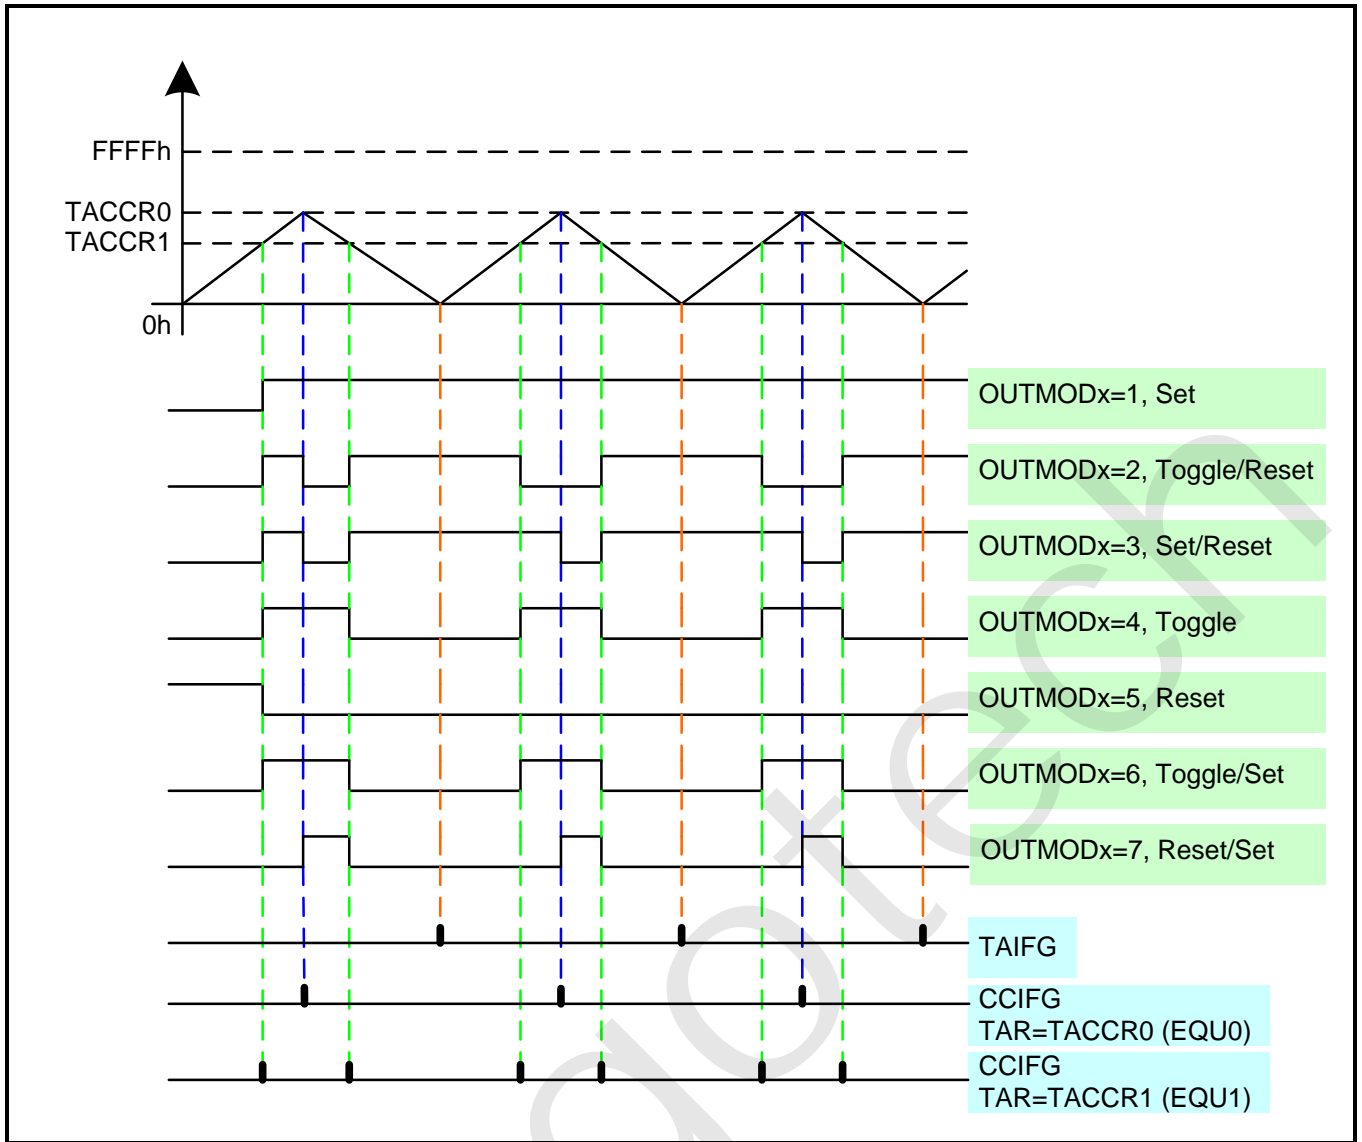 FFFFh
TACCR0
TACCR1
0h
OUTMODx=1, Set
OUTMODx=2, Toggle/Reset
OUTMODx=3, Set/Reset
OUTMODx=4, Toggle
OUTMODx=5, Reset
OUTMODx=6, Toggle/Set
OUTMODx=7, Reset/Set
TAIFG
CCIFG
TAR=TACCR0 (EQU0)
CCIFG
TAR=TACCR1 (EQU1)
gotech